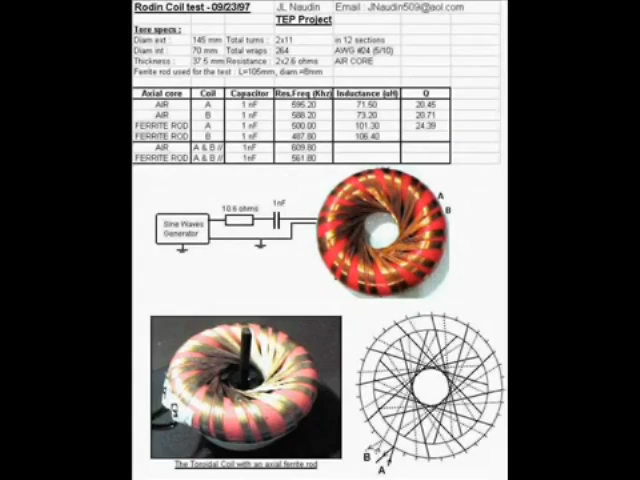 Rodin Coil test - 09/23/97 JL Naudin Email : JNaudin509@aol.com
TEP Project
Tore specs :
Diam ext : 145 mm Total turns : 2x11 in 12 sections
Diam int : 70 mm Total wraps : 264 AWG #24 (5/10)
Thickness : 37.5 mm Resistance : 2x2.6 ohms AIR CORE
Ferrite rod used for the test : L=105mm, diam =8mm
Axial core Coil Capacitor Res.Freq (Khz) Inductance (uH) Q
AIR A 1 nF 595.20 71.50 20.45
AIR B 1 nF 588.20 73.20 20.71
FERRITE ROD A 1 nF 500.00 101.30 24.39
FERRITE ROD B 1 nF 487.80 106.40
AIR A & B // 1nF 609.80
FERRITE ROD A & B // 1nF 561.80
A
B
10.6 ohms 1nF
Sine Waves
Generator
B
A
The Toroidal Coil with an axial ferrite rod